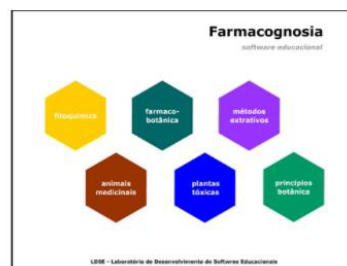 Farmacognosia
software educacional
fitoquímica
farmaco-
botânica
métodos
extrativos
animais
medicinais
plantas
tóxicas
princípios
botânica
LDSE - Laboratório de Desenvolvimento de Softwres Educacionais